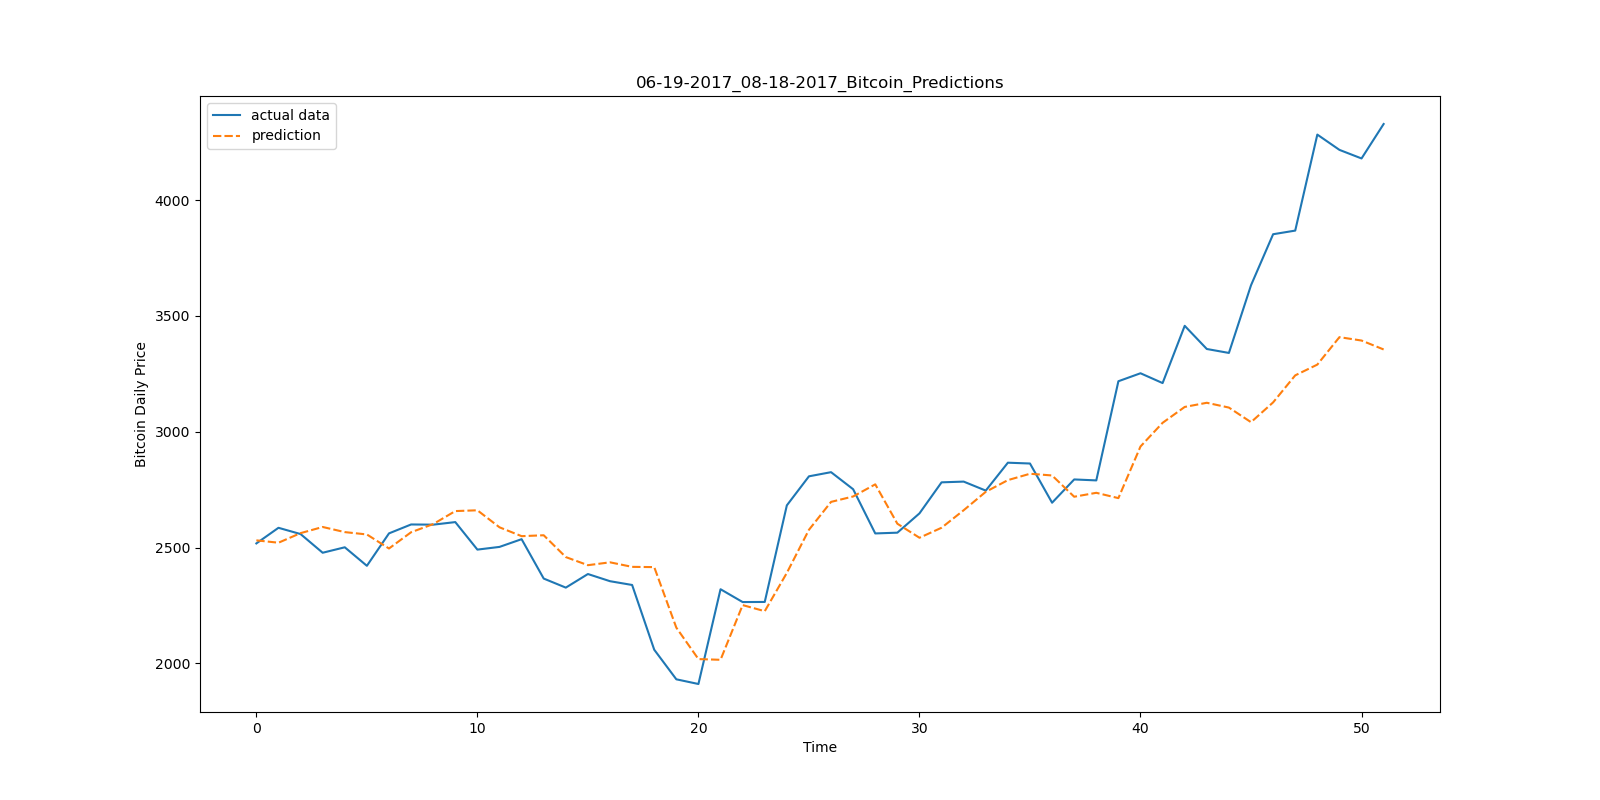 06-19-2017_08-18-2017_Bitcoin_Predictions
actual data
prediction
Bitcoin Daily Price
4000
3500
3000
2500
2000
0 10 20 30 40 50
Time